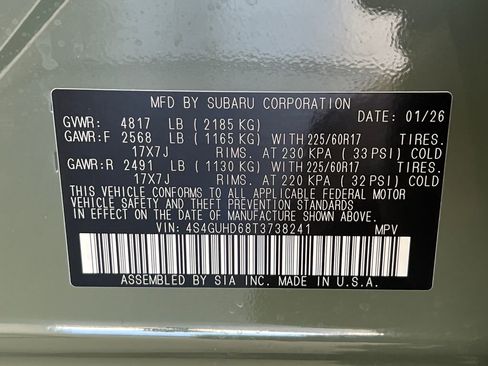 MFD BY SUBARU CORPORATION
DATE: 01/26
GVWR: 4817 LB (2185 KG)
GAWR:F 2568 LB (1165 KG) WITH 225/60R17 TIRES.
17X7J RIMS. AT 230 KPA (33 PSI) COLD
GAWR:R 2491 LB (1130 KG) WITH 225/60R17 TIRES.
17X7J RIMS. AT 220 KPA (32 PSI) COLD
THIS VEHICLE CONFORMS TO ALL APPLICABLE FEDERAL MOTOR
VEHICLE SAFETY AND THEFT PREVENTION STANDARDS
IN EFFECT ON THE DATE OF MANUFACTURE SHOWN ABOVE.
VIN: 4S4GUHD68T3738241 MPV
ASSEMBLED BY SIA INC. MADE IN U.S.A.